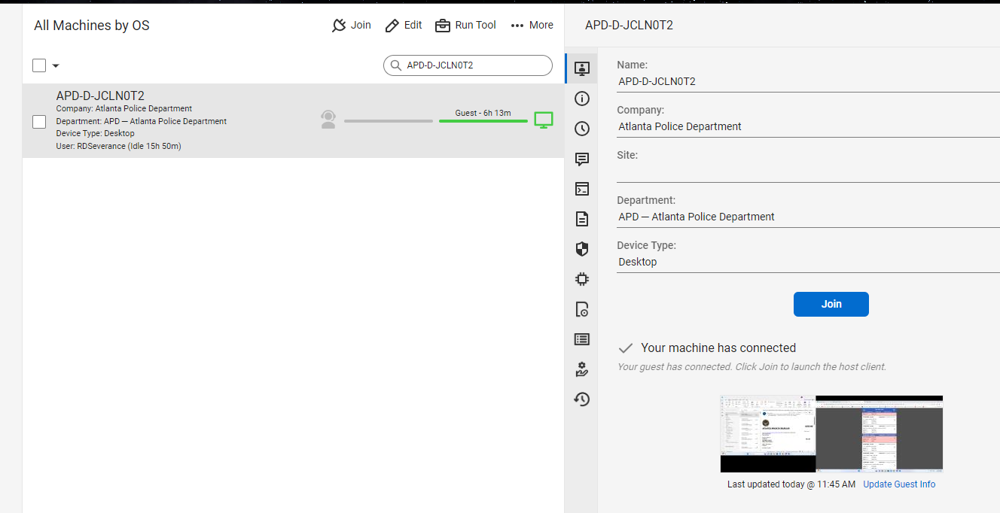 All Machines by OS
Join
Edit
Run Tool
More
APD-D-JCLN0T2
APD-D-JCLN0T2
Company: Atlanta Police Department
Department: APD — Atlanta Police Department
Device Type: Desktop
User: RDSeverance (Idle 15h 50m)
Guest - 6h 13m
APD-D-JCLN0T2
Name:
APD-D-JCLN0T2
Company:
Atlanta Police Department
Site:
Department:
APD — Atlanta Police Department
Device Type:
Desktop
Join
Your machine has connected
Your guest has connected. Click Join to launch the host client.
Last updated today @ 11:45 AM Update Guest Info